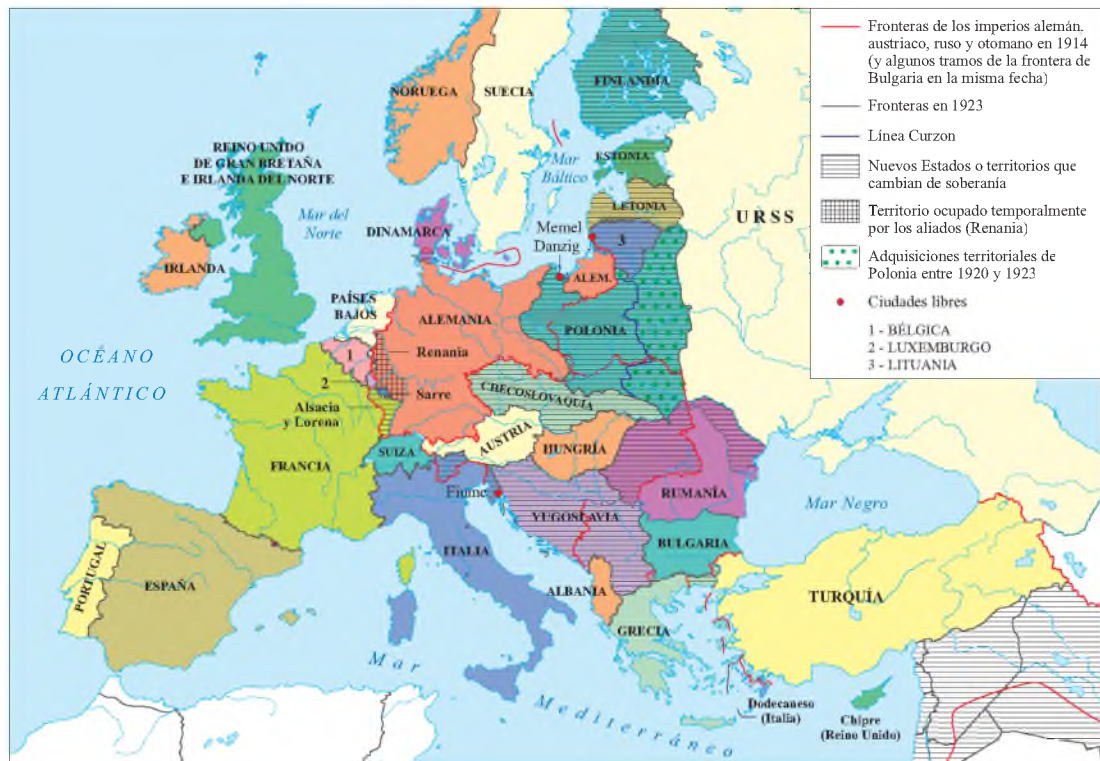 NORUEGA
SUECIA
FINLANDIA
REINO UNIDO
DE GRAN BRETAÑA
E IRLANDA DEL NORTE
Mar del
Norte
Mar
Báltico
ESTONIA
LETONIA
URSS
DINAMARCA
Memel
Danzig
3
IRLANDA
ALEM.
PAÍSES
BAJOS
ALEMANIA
POLONIA
OCÉANO
ATLÁNTICO
1
Renania
2
Sarre
CHECOSLOVAQUIA
Alsacia
y Lorena
AUSTRIA
HUNGRÍA
SUIZA
FRANCIA
RUMANÍA
Fiume
Mar Negro
YUGOSLAVIA
BULGARIA
ITALIA
PORTUGAL
ESPAÑA
ALBANIA
TURQUÍA
GRECIA
Mar
Mediterráneo
Dodecaneso
(Italia)
Chipre
(Reino Unido)
Fronteras de los imperios alemán,
austriaco, ruso y otomano en 1914
(y algunos tramos de la frontera de
Bulgaria en la misma fecha)
Fronteras en 1923
Línea Curzon
Nuevos Estados o territorios que
cambian de soberanía
Territorio ocupado temporalmente
por los aliados (Renania)
Adquisiciones territoriales de
Polonia entre 1920 y 1923
Ciudades libres
1 - BÉLGICA
2 - LUXEMBURGO
3 - LITUANIA